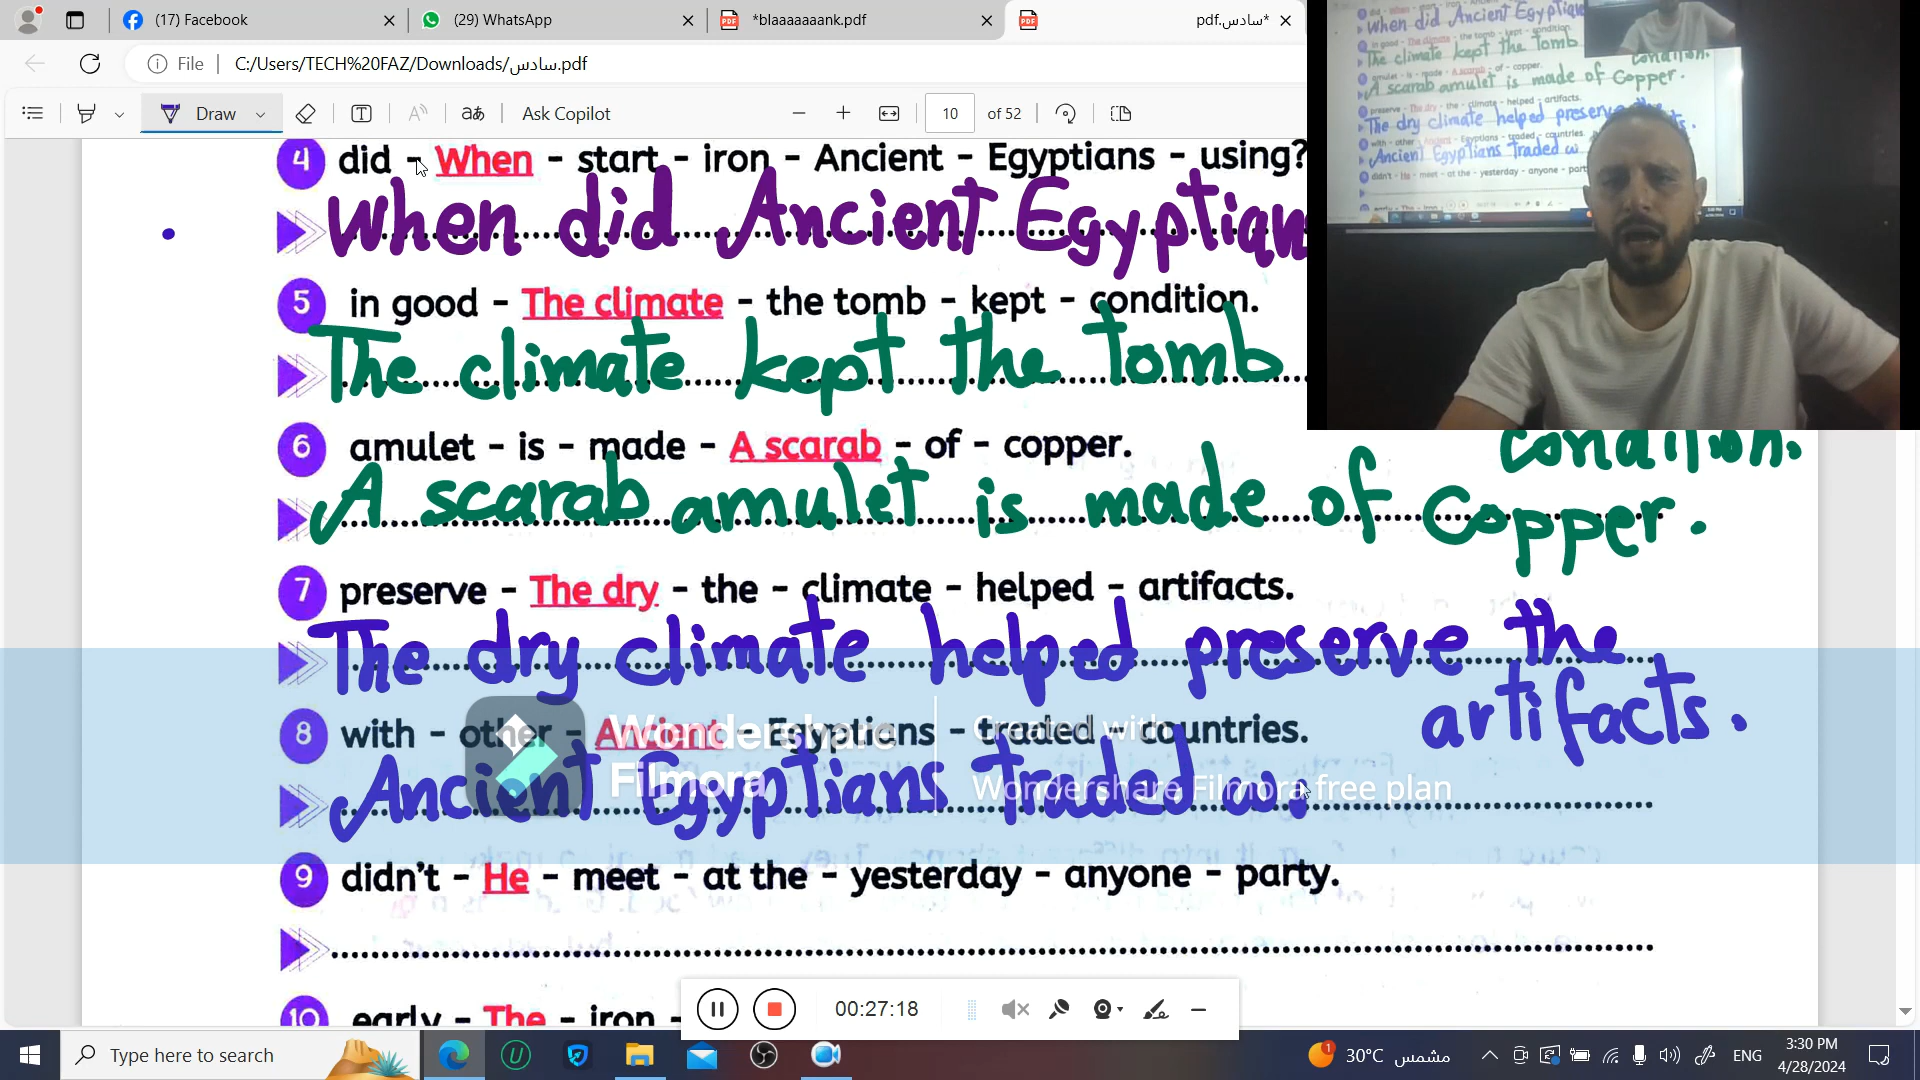 (17) Facebook
(29) WhatsApp
*blaaaaaaank.pdf
*سادس.pdf
File
C:/Users/TECH%20FAZ/Downloads/سادس.pdf
Draw
Ask Copilot
10 of 52
4 did - When - start - iron - Ancient - Egyptians - using?
When did Ancient Egyptian
5 in good - The climate - the tomb - kept - condition.
The climate kept the tomb
condition.
6 amulet - is - made - A scarab - of - copper.
A scarab amulet is made of Copper.
7 preserve - The dry - the - climate - helped - artifacts.
The dry climate helped preserve the
artifacts.
8 with - other - Ancient - Egyptians - traded - countries.
Ancient Egyptians traded w
Wondershare
Filmora
Created with
Wondershare Filmora free plan
9 didn't - He - meet - at the - yesterday - anyone - party.
10 early - The - iron -
00:27:18
Type here to search
30°C مشمس
ENG
3:30 PM
4/28/2024